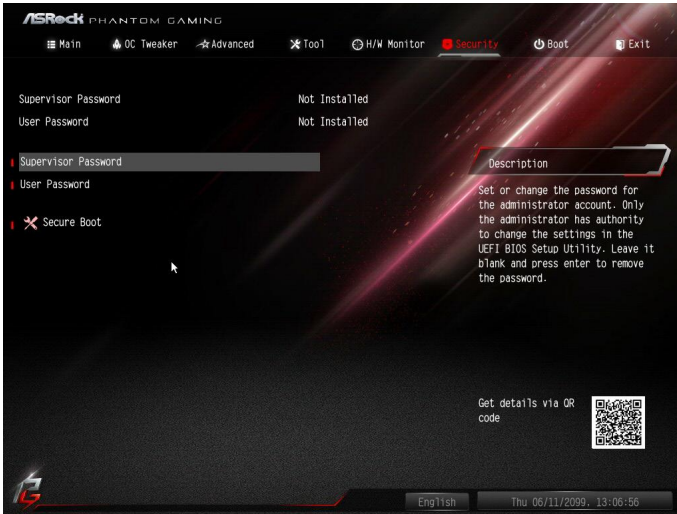 ASRock PHANTOM GAMING
Main OC Tweaker Advanced Tool H/W Monitor Security Boot Exit
Supervisor Password Not Installed
User Password Not Installed
Supervisor Password
User Password
Secure Boot
Description
Set or change the password for
the administrator account. Only
the administrator has authority
to change the settings in the
UEFI BIOS Setup Utility. Leave it
blank and press enter to remove
the password.
Get details via QR
code
English Thu 06/11/2099. 13:06:56